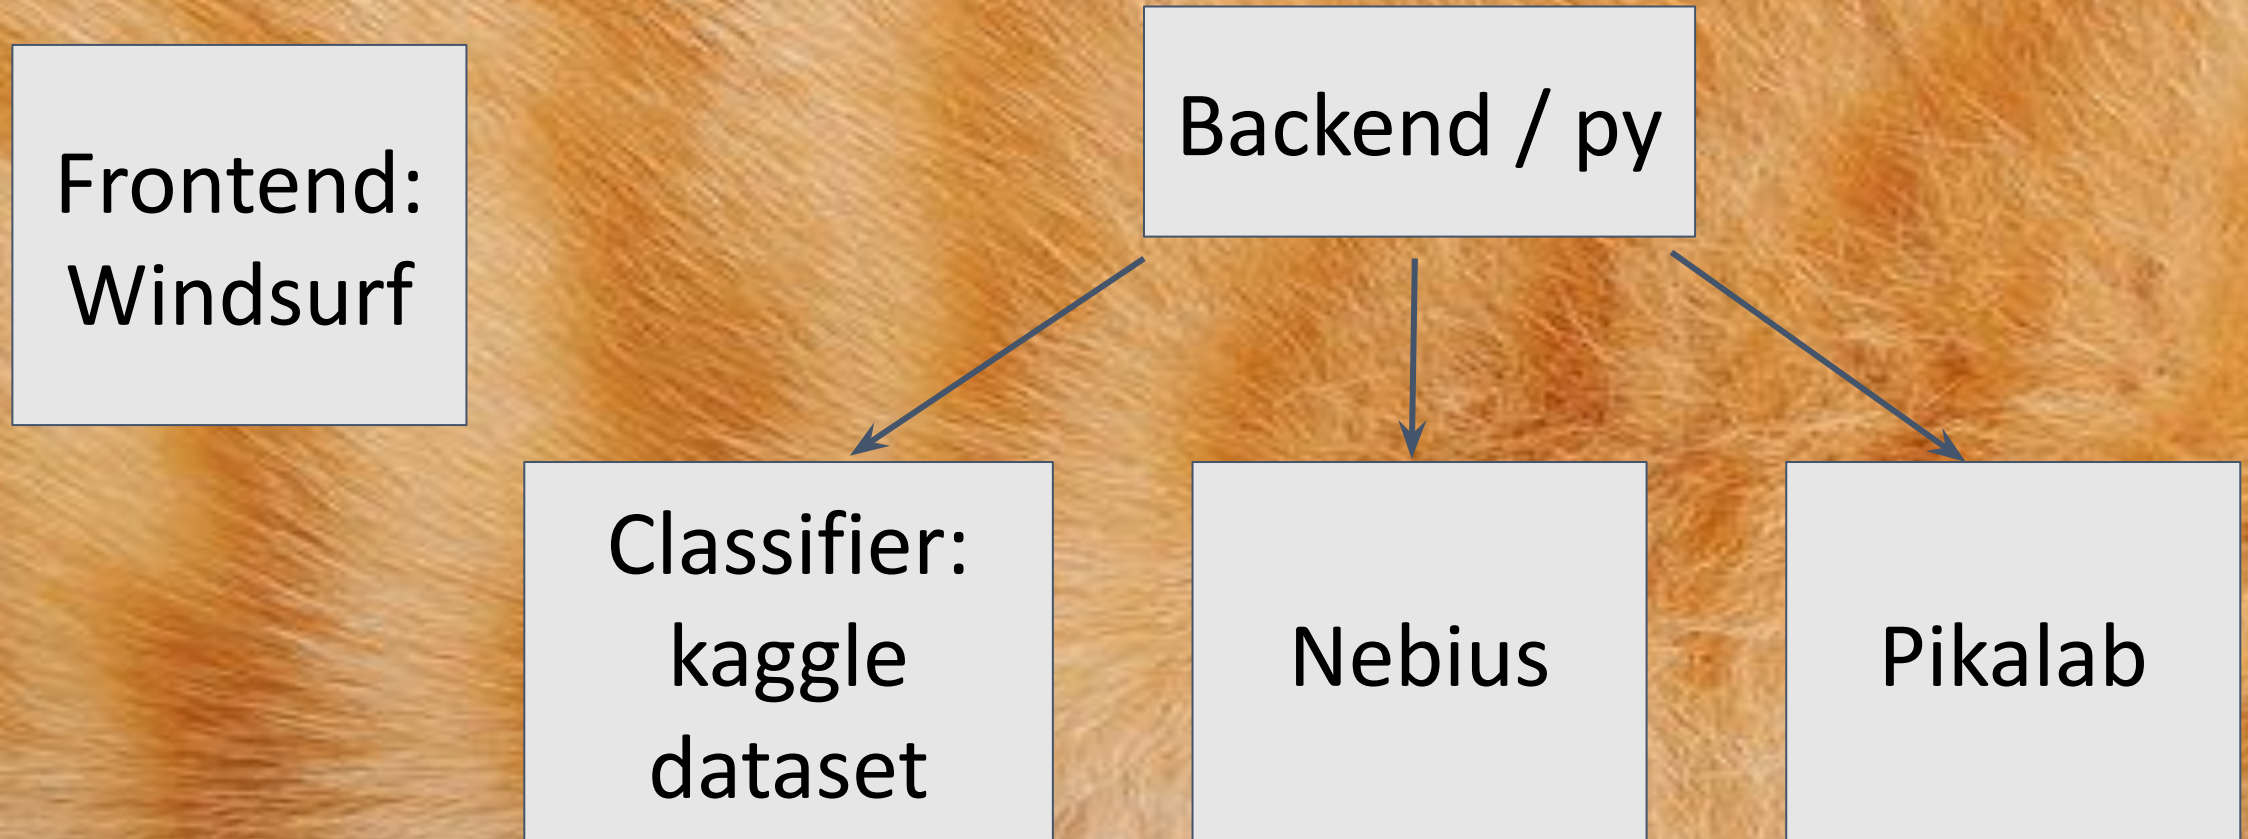 Frontend:
Windsurf
Backend / py
Classifier:
kaggle
dataset
Nebius
Pikalab